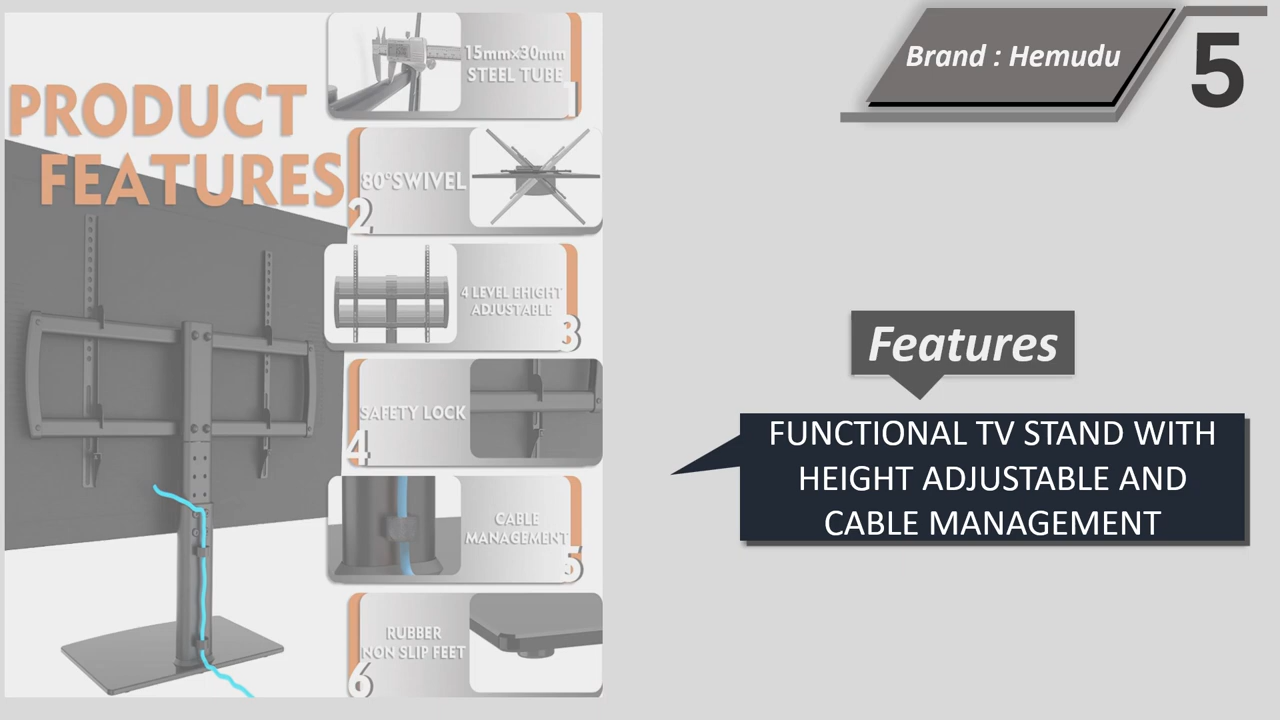 PRODUCT
FEATURES
15mm×30mm
STEEL TUBE
1
80°SWIVEL
2
4 LEVEL EHIGHT
ADJUSTABLE
3
SAFETY LOCK
4
CABLE
MANAGEMENT
5
RUBBER
NON SLIP FEET
6
Brand : Hemudu
5
Features
FUNCTIONAL TV STAND WITH
HEIGHT ADJUSTABLE AND
CABLE MANAGEMENT